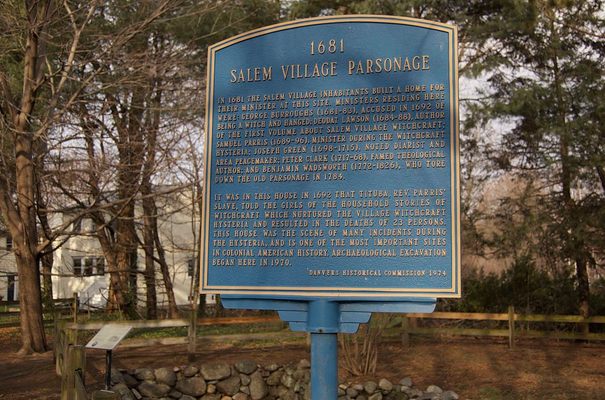 1681
SALEM VILLAGE PARSONAGE
IN 1681 THE SALEM VILLAGE INHABITANTS BUILT A HOME FOR
THEIR MINISTER AT THIS SITE. MINISTERS RESIDING HERE
WERE: GEORGE BURROUGHS (1681-83), ACCUSED IN 1692 OF
BEING A WITCH AND HANGED; DEODAT LAWSON (1684-88), AUTHOR
OF THE FIRST VOLUME ABOUT SALEM VILLAGE WITCHCRAFT;
SAMUEL PARRIS (1689-96), MINISTER DURING THE WITCHCRAFT
HYSTERIA; JOSEPH GREEN (1698-1715), NOTED DIARIST AND
AREA PEACEMAKER; PETER CLARK (1717-68), FAMED THEOLOGICAL
AUTHOR; AND BENJAMIN WADSWORTH (1772-1826), WHO TORE
DOWN THE OLD PARSONAGE IN 1784.
IT WAS IN THIS HOUSE IN 1692 THAT TITUBA, REV. PARRIS'
SLAVE, TOLD THE GIRLS OF THE HOUSEHOLD STORIES OF
WITCHCRAFT WHICH NURTURED THE VILLAGE WITCHCRAFT
HYSTERIA AND RESULTED IN THE DEATHS OF 23 PERSONS.
THIS HOUSE WAS THE SCENE OF MANY INCIDENTS DURING
THE HYSTERIA, AND IS ONE OF THE MOST IMPORTANT SITES
IN COLONIAL AMERICAN HISTORY. ARCHAEOLOGICAL EXCAVATION
BEGAN HERE IN 1970.
DANVERS HISTORICAL COMMISSION 1974